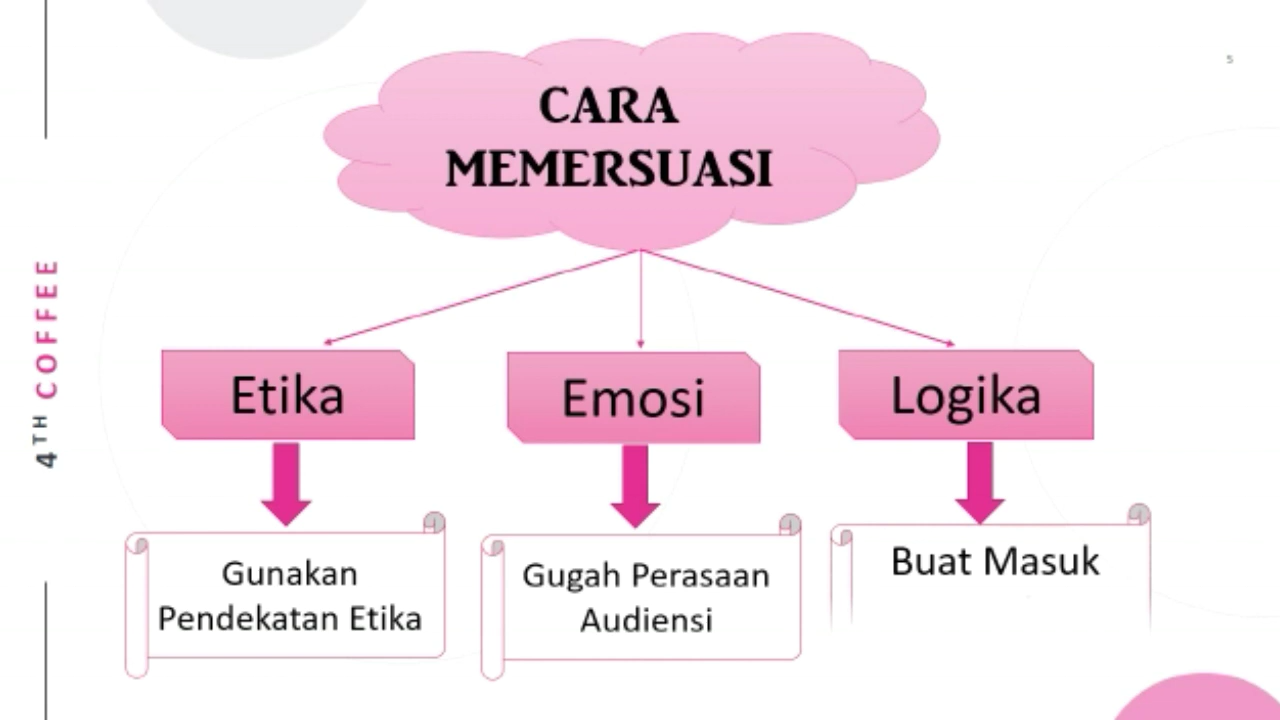 5
CARA
MEMERSUASI
4TH COFFEE
Etika
Emosi
Logika
Gunakan
Pendekatan Etika
Gugah Perasaan
Audiensi
Buat Masuk